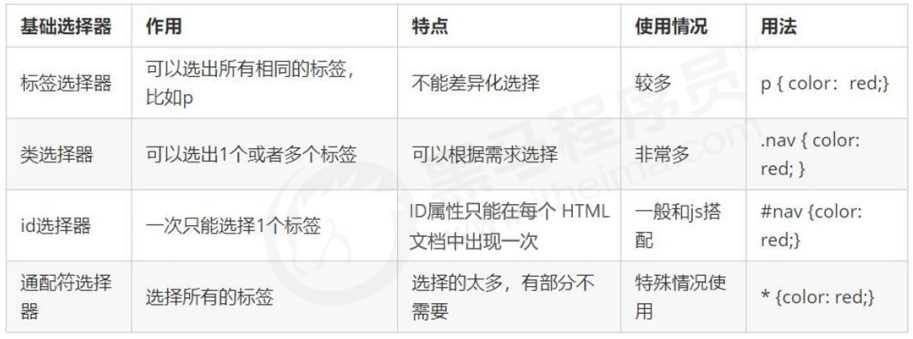 基础选择器 作用 特点 使用情况 用法
标签选择器 可以选出所有相同的标签，比如p 不能差异化选择 较多 p { color：red;}
类选择器 可以选出1个或者多个标签 可以根据需求选择 非常多 .nav { color: red; }
id选择器 一次只能选择1个标签 ID属性只能在每个 HTML 文档中出现一次 一般和js搭配 #nav {color: red;}
通配符选择器 选择所有的标签 选择的太多，有部分不需要 特殊情况使用 * {color: red;}
黑马程序员
www.itheima.com